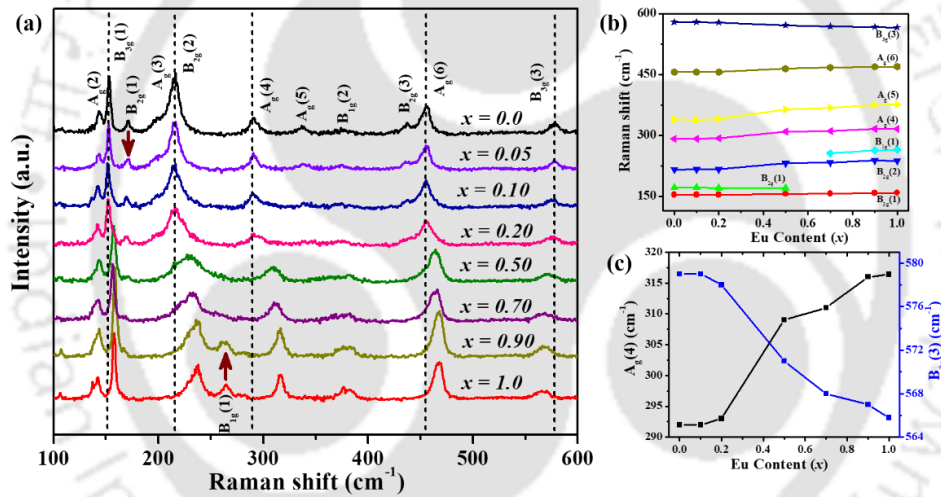 (a)
A_g(2)
B_3g(1)
B_2g(1)
A_g(3)
B_2g(2)
A_g(4)
A_g(5)
B_1g(2)
B_2g(3)
A_g(6)
B_3g(3)
x = 0.0
x = 0.05
x = 0.10
x = 0.20
x = 0.50
x = 0.70
x = 0.90
x = 1.0
B_1g(1)
Intensity (a.u.)
100 200 300 400 500 600
Raman shift (cm⁻¹)
(b)
600
450
300
150
Raman shift (cm⁻¹)
B_3g(3)
A_g(6)
A_g(5)
A_g(4)
B_1g(1)
B_2g(2)
B_2g(1)
B_3g(1)
0.0 0.2 0.4 0.6 0.8 1.0
Eu Content (x)
(c)
320
315
310
305
300
295
290
A_g(4) (cm⁻¹)
580
576
572
568
564
(3) (cm⁻¹)
0.0 0.2 0.4 0.6 0.8 1.0
Eu Content (x)